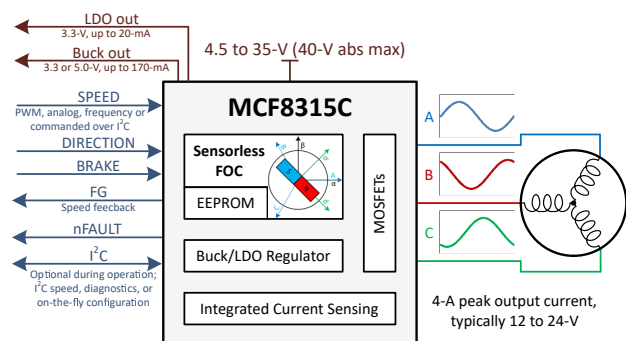 LDO out
3.3-V, up to 20-mA
Buck out
3.3 or 5.0-V, up to 170-mA
4.5 to 35-V (40-V abs max)
SPEED
PWM, analog, frequency or
commanded over I²C
DIRECTION
BRAKE
FG
Speed feecback
nFAULT
I²C
Optional during operation;
I²C speed, diagnostics, or
on-the-fly configuration
MCF8315C
Sensorless
FOC
EEPROM
β
B
d
A
α
S
N
C
q
MOSFETs
Buck/LDO Regulator
Integrated Current Sensing
A
B
C
4-A peak output current,
typically 12 to 24-V